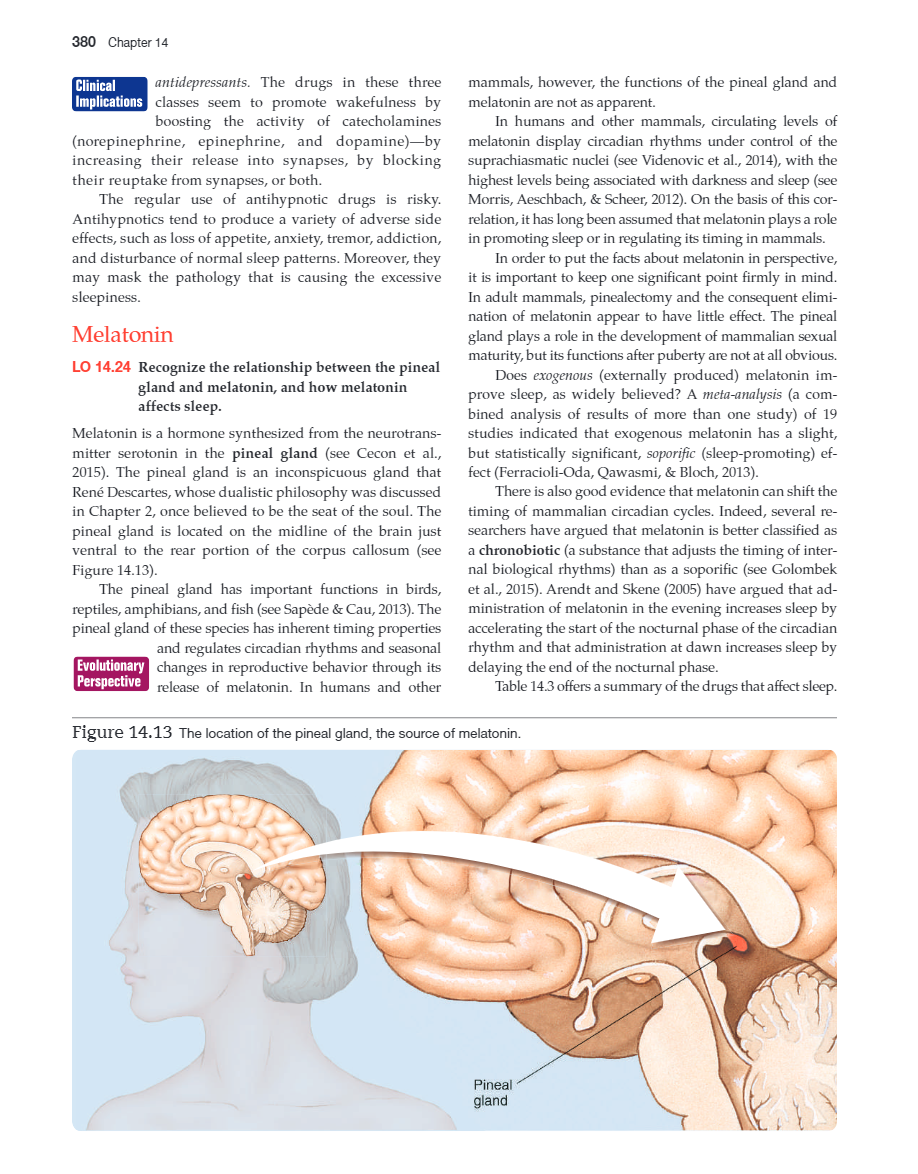 380 Chapter 14
Clinical
Implications
antidepressants. The drugs in these three
classes seem to promote wakefulness by
boosting the activity of catecholamines
(norepinephrine, epinephrine, and dopamine)—by
increasing their release into synapses, by blocking
their reuptake from synapses, or both.
The regular use of antihypnotic drugs is risky.
Antihypnotics tend to produce a variety of adverse side
effects, such as loss of appetite, anxiety, tremor, addiction,
and disturbance of normal sleep patterns. Moreover, they
may mask the pathology that is causing the excessive
sleepiness.
Melatonin
LO 14.24 Recognize the relationship between the pineal
gland and melatonin, and how melatonin
affects sleep.
Melatonin is a hormone synthesized from the neurotrans-
mitter serotonin in the pineal gland (see Cecon et al.,
2015). The pineal gland is an inconspicuous gland that
René Descartes, whose dualistic philosophy was discussed
in Chapter 2, once believed to be the seat of the soul. The
pineal gland is located on the midline of the brain just
ventral to the rear portion of the corpus callosum (see
Figure 14.13).
The pineal gland has important functions in birds,
reptiles, amphibians, and fish (see Sapède & Cau, 2013). The
pineal gland of these species has inherent timing properties
and regulates circadian rhythms and seasonal
Evolutionary
Perspective
changes in reproductive behavior through its
release of melatonin. In humans and other
mammals, however, the functions of the pineal gland and
melatonin are not as apparent.
In humans and other mammals, circulating levels of
melatonin display circadian rhythms under control of the
suprachiasmatic nuclei (see Videnovic et al., 2014), with the
highest levels being associated with darkness and sleep (see
Morris, Aeschbach, & Scheer, 2012). On the basis of this cor-
relation, it has long been assumed that melatonin plays a role
in promoting sleep or in regulating its timing in mammals.
In order to put the facts about melatonin in perspective,
it is important to keep one significant point firmly in mind.
In adult mammals, pinealectomy and the consequent elimi-
nation of melatonin appear to have little effect. The pineal
gland plays a role in the development of mammalian sexual
maturity, but its functions after puberty are not at all obvious.
Does exogenous (externally produced) melatonin im-
prove sleep, as widely believed? A meta-analysis (a com-
bined analysis of results of more than one study) of 19
studies indicated that exogenous melatonin has a slight,
but statistically significant, soporific (sleep-promoting) ef-
fect (Ferracioli-Oda, Qawasmi, & Bloch, 2013).
There is also good evidence that melatonin can shift the
timing of mammalian circadian cycles. Indeed, several re-
searchers have argued that melatonin is better classified as
a chronobiotic (a substance that adjusts the timing of inter-
nal biological rhythms) than as a soporific (see Golombek
et al., 2015). Arendt and Skene (2005) have argued that ad-
ministration of melatonin in the evening increases sleep by
accelerating the start of the nocturnal phase of the circadian
rhythm and that administration at dawn increases sleep by
delaying the end of the nocturnal phase.
Table 14.3 offers a summary of the drugs that affect sleep.
Figure 14.13 The location of the pineal gland, the source of melatonin.
Pineal
gland